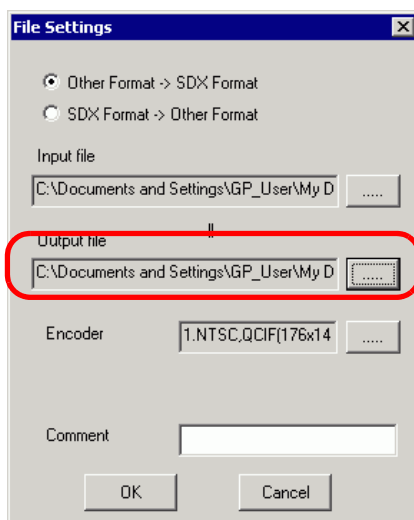 File Settings
Other Format -> SDX Format
SDX Format -> Other Format
Input file
C:\Documents and Settings\GP_User\My D
.....
Output file
C:\Documents and Settings\GP_User\My D
.....
Encoder
1.NTSC,QCIF(176x14
.....
Comment
OK
Cancel